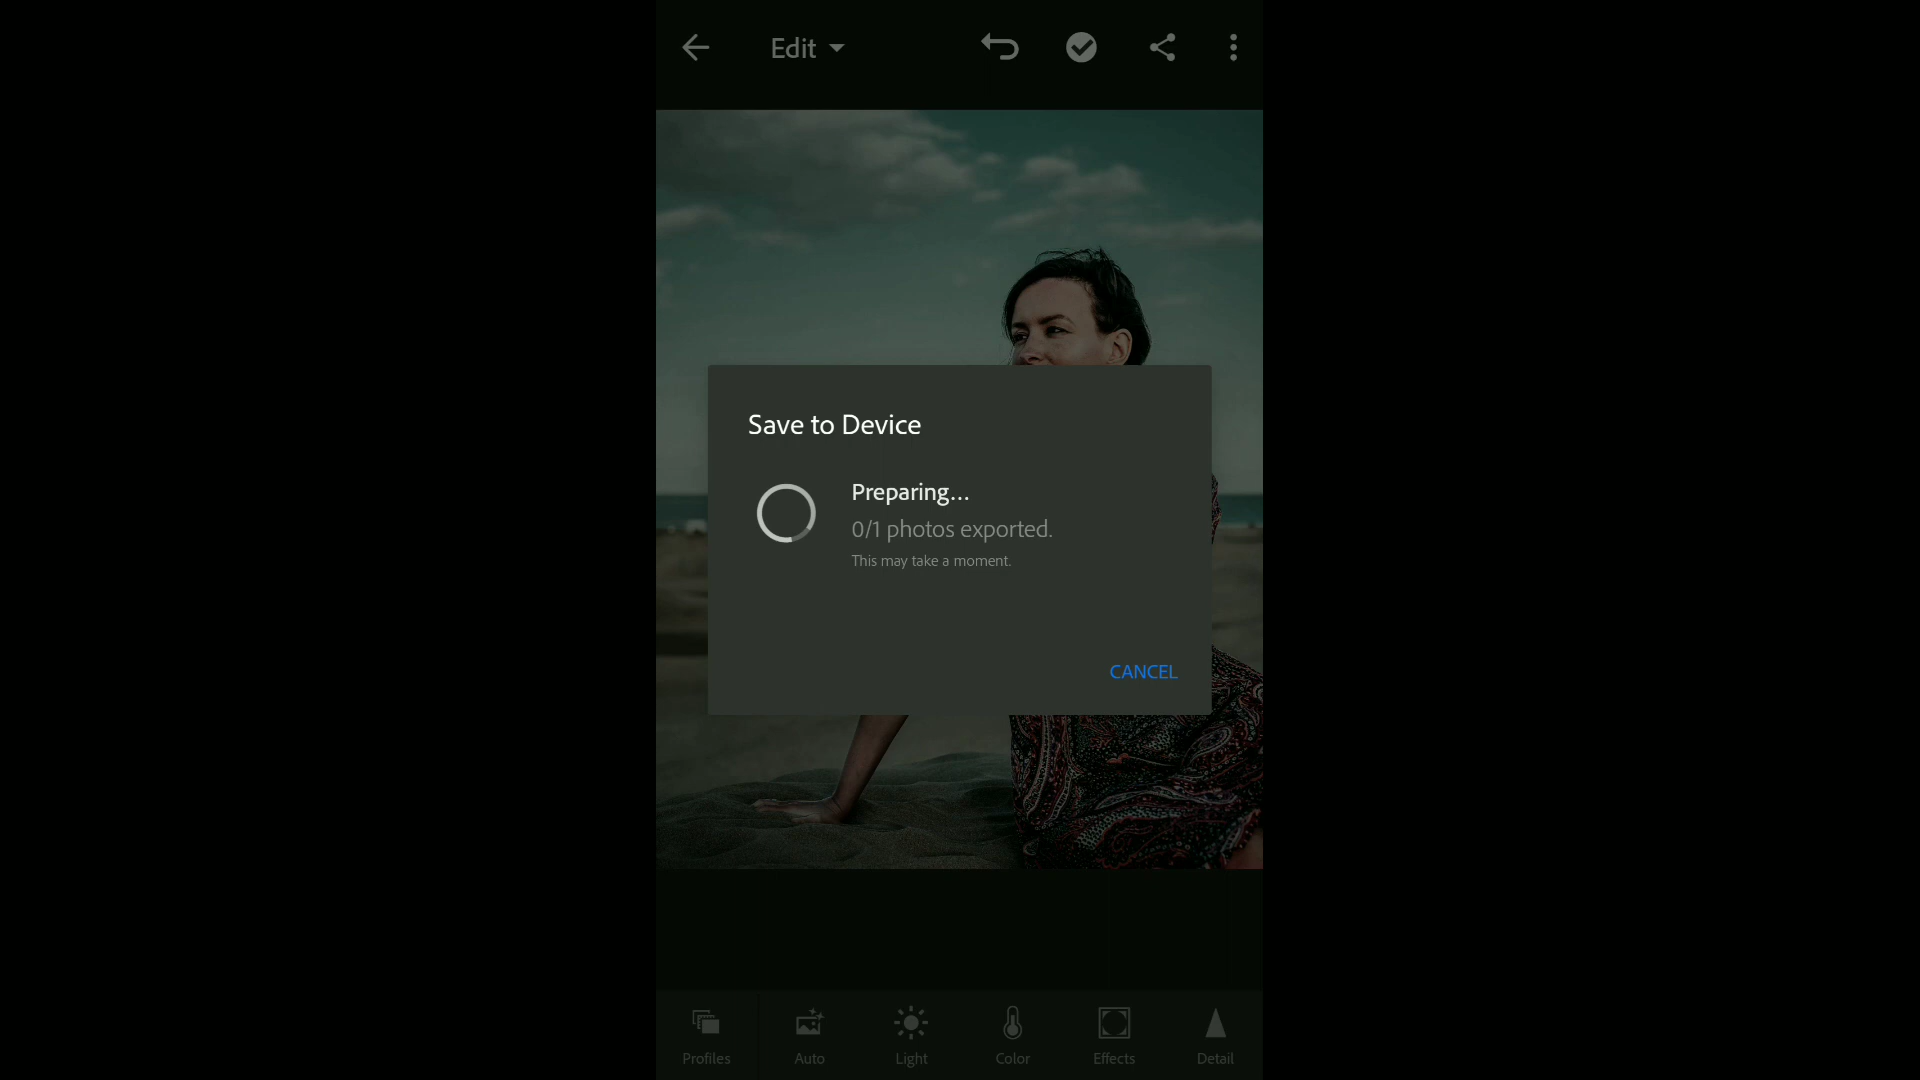 Edit
Save to Device
Preparing...
0/1 photos exported.
This may take a moment.
CANCEL
Profiles
Auto
Light
Color
Effects
Detail